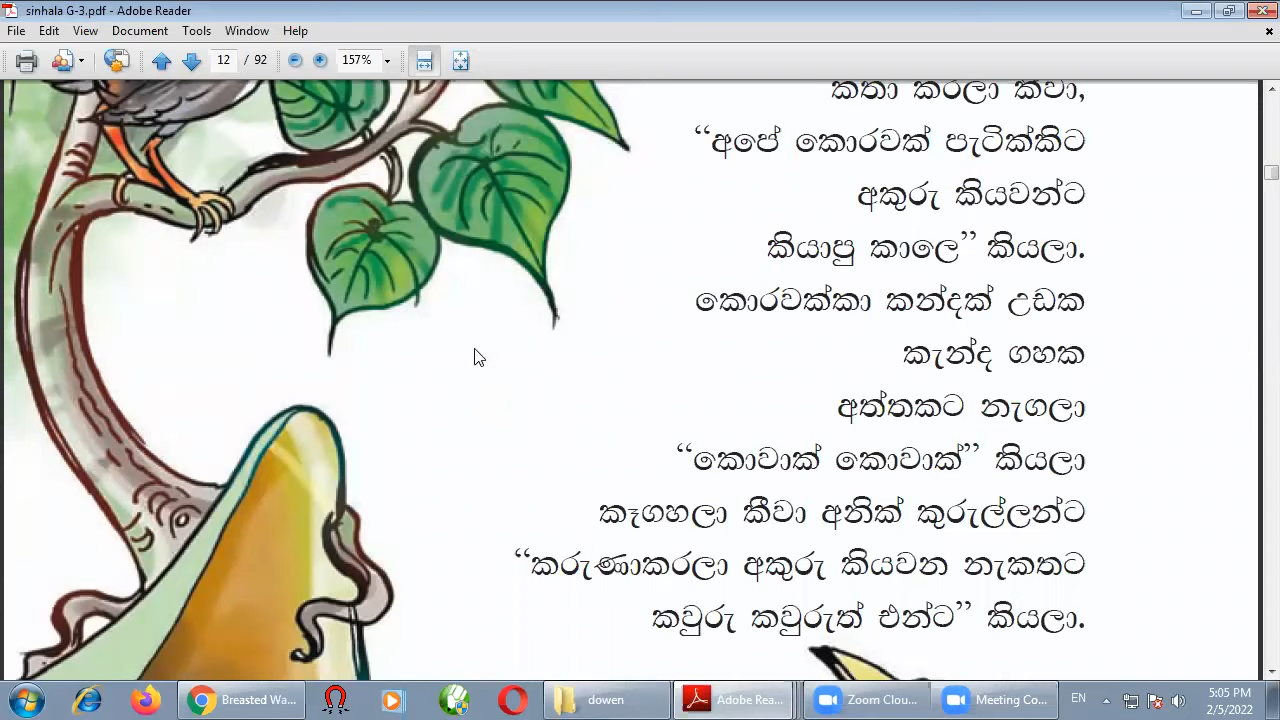 sinhala G-3.pdf - Adobe Reader
File Edit View Document Tools Window Help
12 / 92 157%
කතා කරලා කිවා,
“අපේ කොරවක් පැටික්කිට
අකුරු කියවන්ට
කියාපු කාලෙ” කියලා.
කොරවක්කා කන්දක් උඩක
කැන්ද ගහක
අත්තකට නැගලා
“කොවාක් කොවාක්” කියලා
කෑගහලා කීවා අනික් කුරුල්ලන්ට
“කරුණාකරලා අකුරු කියවන නැකතට
කවුරු කවුරුත් එන්ට” කියලා.
Breasted Wa... dowen Adobe Rea... Zoom Clou... Meeting Co... EN 5:05 PM
2/5/2022